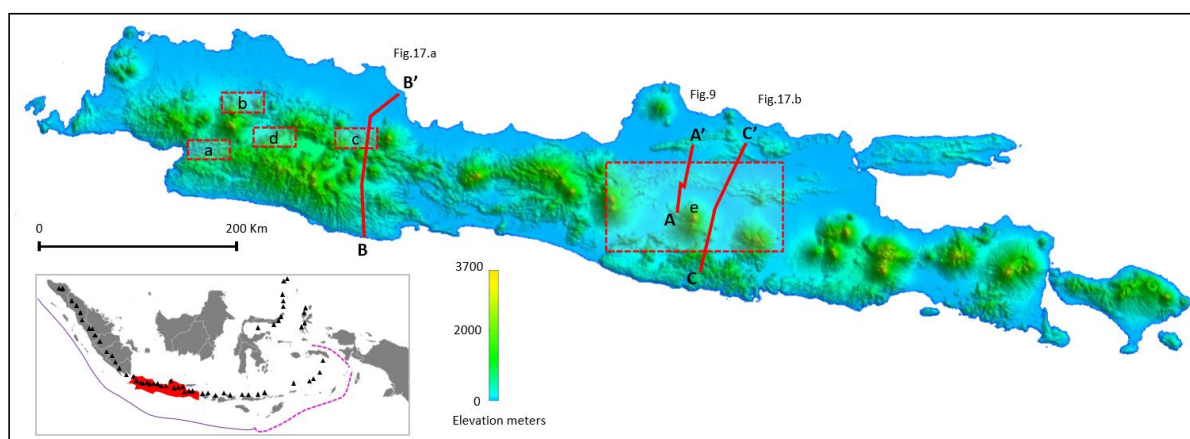 Fig.17.a
B’
Fig.9
Fig.17.b
b
A’
C’
a
d
c
0
200 Km
A
e
B
C
3700
2000
0
Elevation meters